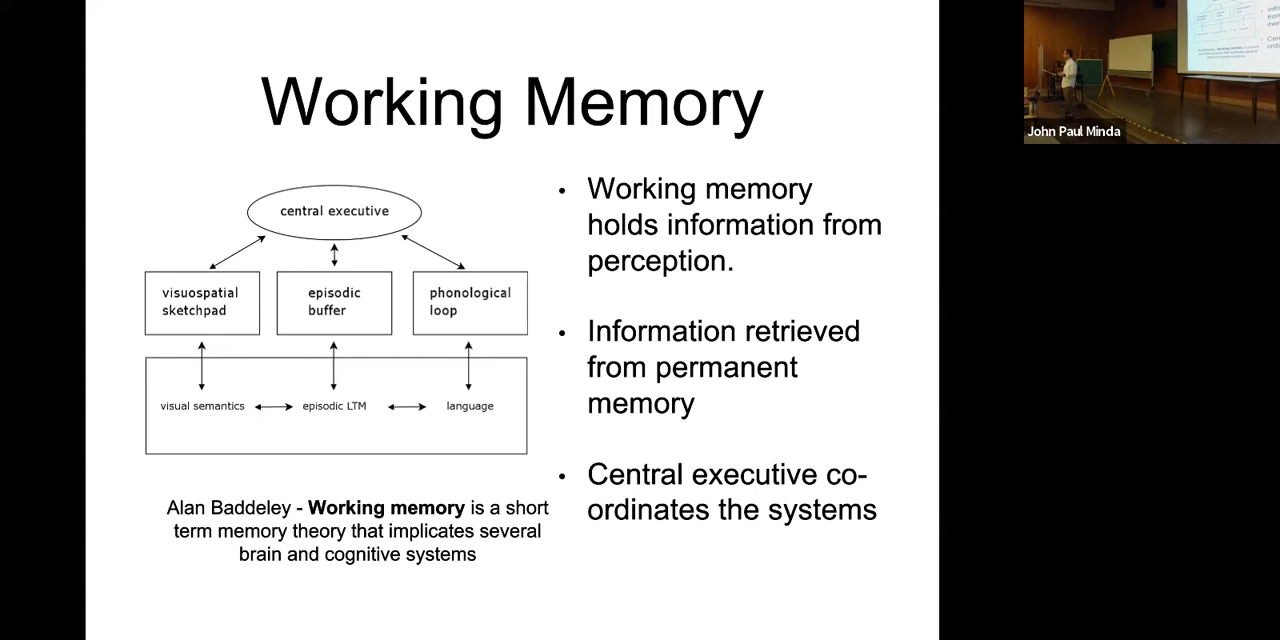 Working Memory
central executive
visuospatial
sketchpad
episodic
buffer
phonological
loop
visual semantics
episodic LTM
language
Alan Baddeley - Working memory is a short
term memory theory that implicates several
brain and cognitive systems
• Working memory
holds information from
perception.
• Information retrieved
from permanent
memory
• Central executive co-
ordinates the systems
John Paul Minda